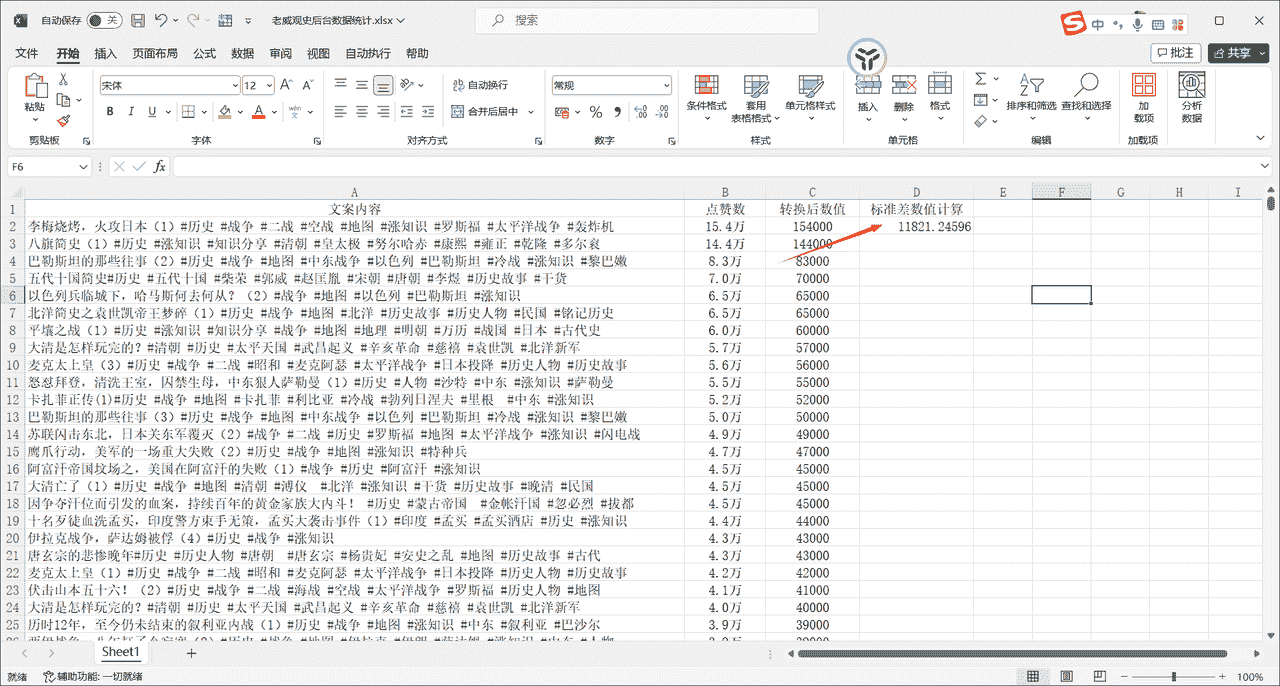 自动保存 关 老威观史后台数据统计.xlsx 搜索 中
文件 开始 插入 页面布局 公式 数据 审阅 视图 自动执行 帮助 批注 共享
宋体 12 自动换行 常规
粘贴 B I U 合并后居中 条件格式 套用 表格格式 单元格样式 插入 删除 格式 排序和筛选 查找和选择 加载项 分析 数据
剪贴板 字体 对齐方式 数字 样式 单元格 编辑 加载项
F6 fx
A B C D E F G H I
1 文案内容 点赞数 转换后数值 标准差数值计算
2 李梅烧烤，火攻日本（1）#历史 #战争 #二战 #空战 #地图 #涨知识 #罗斯福 #太平洋战争 #轰炸机 15.4万 154000 11821.24596
3 八旗简史（1）#历史 #涨知识 #知识分享 #清朝 #皇太极 #努尔哈赤 #康熙 #雍正 #乾隆 #多尔衮 14.4万 144000
4 巴勒斯坦的那些往事（2）#历史 #战争 #地图 #中东战争 #以色列 #巴勒斯坦 #冷战 #涨知识 #黎巴嫩 8.3万 83000
5 五代十国简史#历史 #五代十国 #柴荣 #郭威 #赵匡胤 #宋朝 #唐朝 #李煜 #历史故事 #干货 7.0万 70000
6 以色列兵临城下，哈马斯何去何从？（2）#战争 #地图 #以色列 #巴勒斯坦 #涨知识 6.5万 65000
7 北洋简史之袁世凯帝王梦碎（1）#历史 #战争 #地图 #北洋 #历史故事 #历史人物 #民国 #铭记历史 6.5万 65000
8 平壤之战（1）#历史 #涨知识 #知识分享 #战争 #地图 #地理 #明朝 #万历 #战国 #日本 #古代史 6.0万 60000
9 大清是怎样玩完的？#清朝 #历史 #太平天国 #武昌起义 #辛亥革命 #慈禧 #袁世凯 #北洋新军 5.7万 57000
10 麦克太上皇（3）#历史 #战争 #二战 #昭和 #麦克阿瑟 #太平洋战争 #日本投降 #历史人物 #历史故事 5.6万 56000
11 怒怼拜登，清洗王室，囚禁生母，中东狠人萨勒曼（1）#历史 #人物 #沙特 #中东 #涨知识 #萨勒曼 5.5万 55000
12 卡扎菲正传(1)#历史 #战争 #地图 #卡扎菲 #利比亚 #冷战 #勃列日涅夫 #里根 #中东 #涨知识 5.2万 52000
13 巴勒斯坦的那些往事（3）#历史 #战争 #地图 #中东战争 #以色列 #巴勒斯坦 #冷战 #涨知识 #黎巴嫩 5.0万 50000
14 苏联闪击东北，日本关东军覆灭（2）#战争 #二战 #历史 #罗斯福 #地图 #太平洋战争 #涨知识 #闪电战 4.9万 49000
15 鹰爪行动，美军的一场重大失败（2）#历史 #战争 #地图 #涨知识 #特种兵 4.7万 47000
16 阿富汗帝国坟场之，美国在阿富汗的失败（1）#战争 #历史 #阿富汗 #涨知识 4.5万 45000
17 大清亡了（1）#历史 #战争 #地图 #清朝 #溥仪 #北洋 #涨知识 #干货 #历史故事 #晚清 #民国 4.5万 45000
18 因争夺汗位而引发的血案，持续百年的黄金家族大内斗！ #历史 #蒙古帝国 #金帐汗国 #忽必烈 #拔都 4.5万 45000
19 十名歹徒血洗孟买，印度警方束手无策，孟买大袭击事件（1）#印度 #孟买 #孟买酒店 #历史 #涨知识 4.4万 44000
20 伊拉克战争，萨达姆被俘（4）#历史 #战争 #涨知识 4.3万 43000
21 唐玄宗的悲惨晚年#历史 #历史人物 #唐朝 #唐玄宗 #杨贵妃 #安史之乱 #地图 #历史故事 #古代 4.3万 43000
22 麦克太上皇（1）#历史 #战争 #二战 #昭和 #麦克阿瑟 #太平洋战争 #日本投降 #历史人物 #历史故事 4.2万 42000
23 伏击山本五十六！（2）#历史 #战争 #二战 #海战 #空战 #太平洋战争 #罗斯福 #历史人物 #地图 4.1万 41000
24 大清是怎样玩完的？#清朝 #历史 #太平天国 #武昌起义 #辛亥革命 #慈禧 #袁世凯 #北洋新军 4.0万 40000
25 历时12年，至今仍未结束的叙利亚内战（1）#历史 #战争 #地图 #涨知识 #中东 #叙利亚 #巴沙尔 3.9万 39000
Sheet1
就绪 辅助功能: 一切就绪 100%